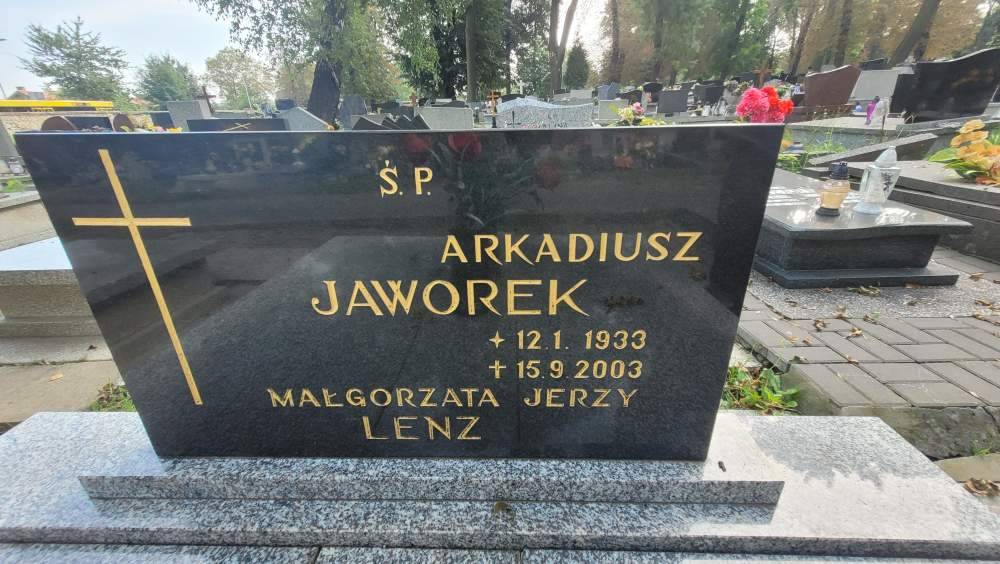 Ś.P.
ARKADIUSZ
JAWOREK
✦ 12.1. 1933
✝ 15.9.2003
MAŁGORZATA JERZY
LENZ